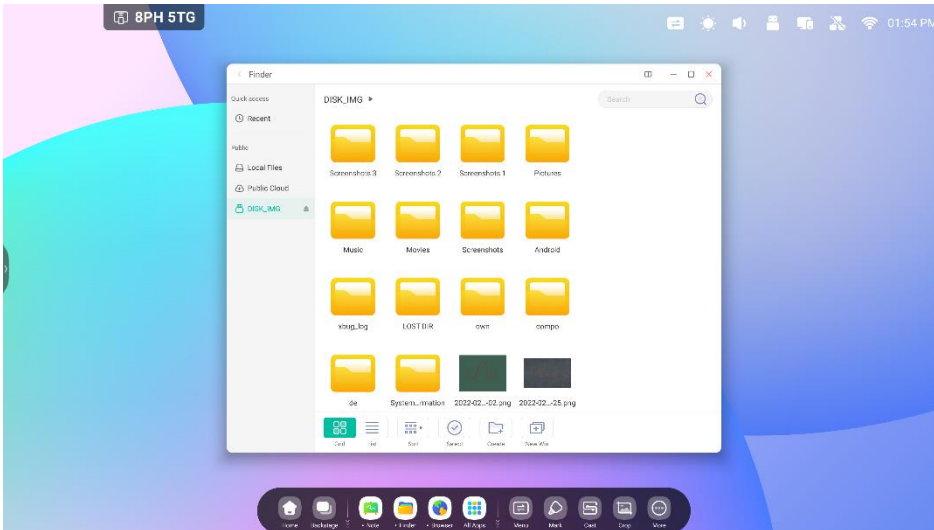 8PH 5TG
01:54 PM
Finder
Quick access
DISK_IMG
Search
Recent
Public
Local Files
Public Cloud
DISK_IMG
Screenshots 3
Screenshots 2
Screenshots 1
Pictures
Music
Movies
Screenshots
Android
xbug_log
LOST.DIR
own
compo
de
System...rmation
2022-02...-02.png
2022-02...-25.png
Grid
List
Sort
Select
Create
New Win
Home
Backstage
• Note
• Finder
• Browser
All Apps
Menu
Mark
Cast
Crop
More